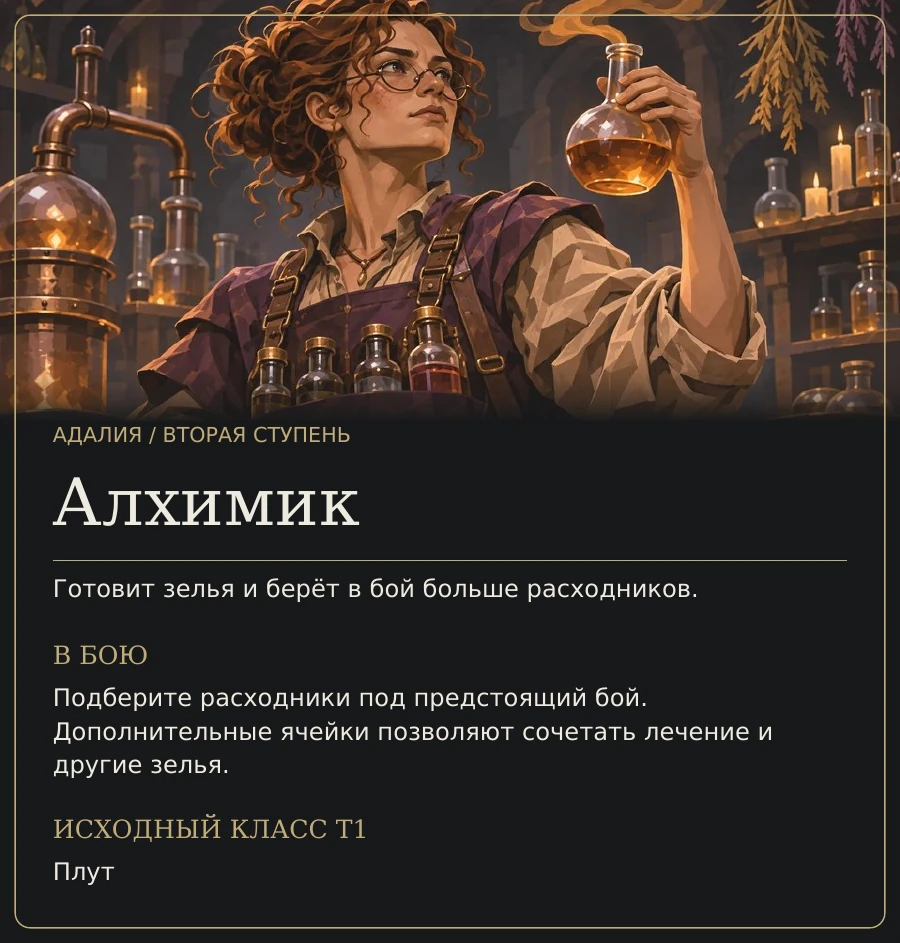 АДАЛИЯ / ВТОРАЯ СТУПЕНЬ
Алхимик
Готовит зелья и берёт в бой больше расходников.
В БОЮ
Подберите расходники под предстоящий бой.
Дополнительные ячейки позволяют сочетать лечение и
другие зелья.
ИСХОДНЫЙ КЛАСС T1
Плут